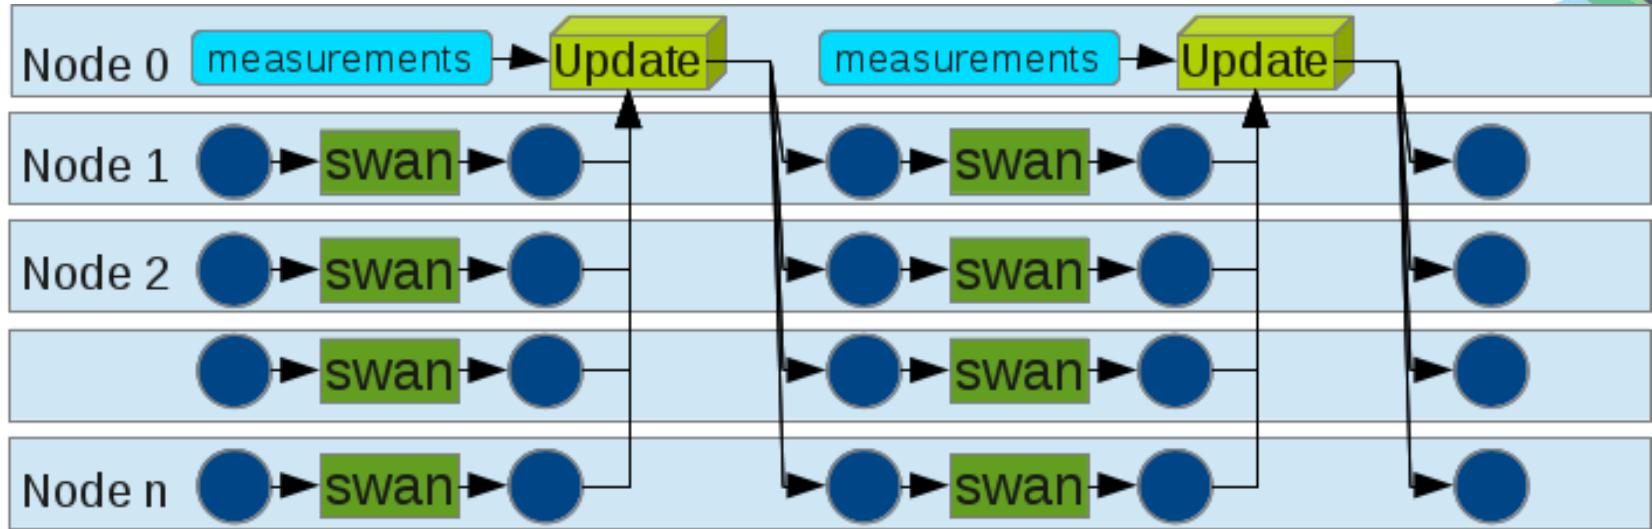 Node 0 measurements Update measurements Update
Node 1 swan swan
Node 2 swan swan
swan swan
Node n swan swan